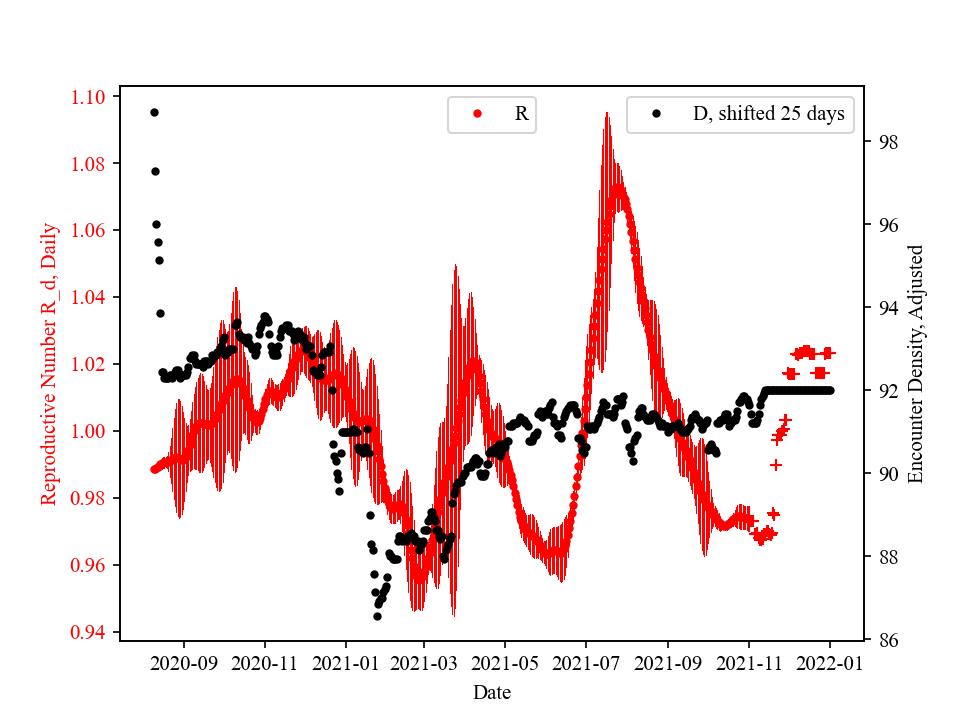 R
D, shifted 25 days
Reproductive Number R_d, Daily
1.10
1.08
1.06
1.04
1.02
1.00
0.98
0.96
0.94
98
96
94
92
90
88
86
Encounter Density, Adjusted
2020-09 2020-11 2021-01 2021-03 2021-05 2021-07 2021-09 2021-11 2022-01
Date